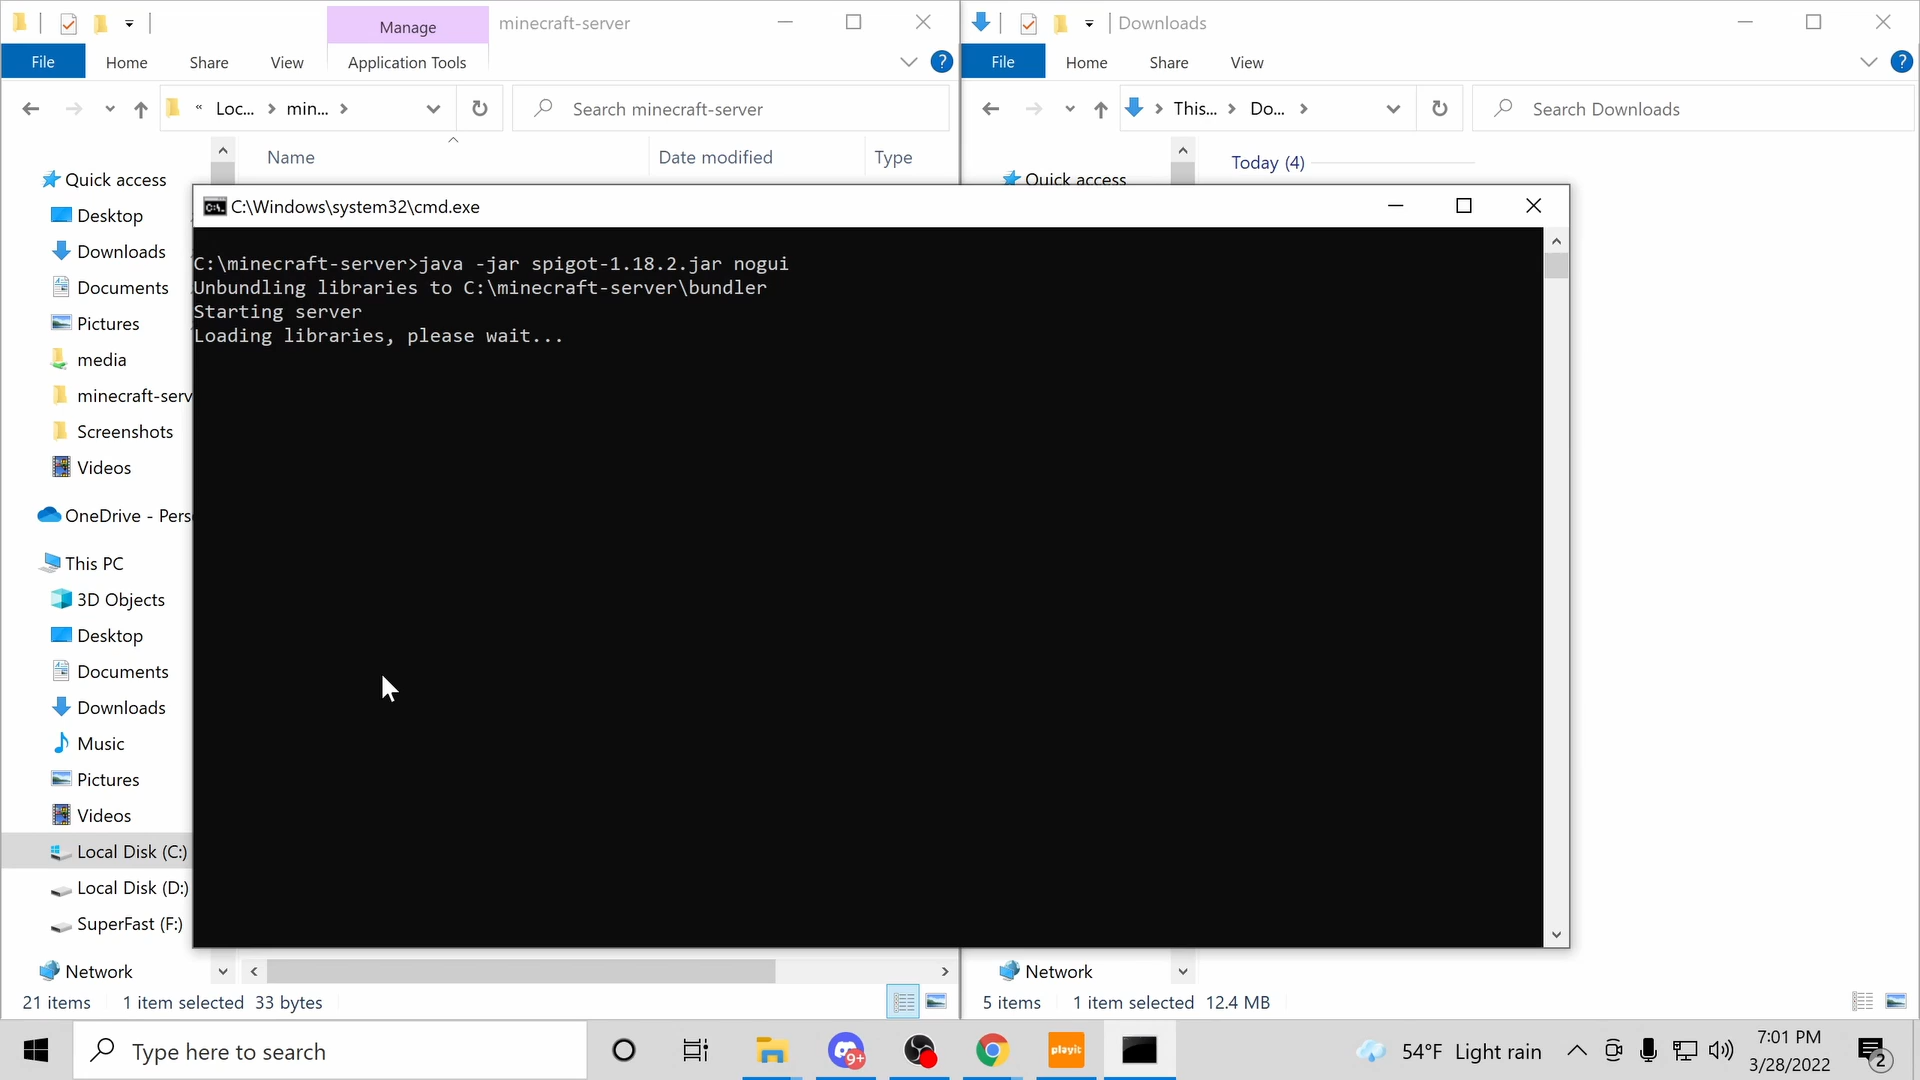 Manage
minecraft-server
File
Home
Share
View
Application Tools
?
« Loc... > min... >
Search minecraft-server
Name
Date modified
Type
Quick access
Desktop
Downloads
Documents
Pictures
media
minecraft-serv
Screenshots
Videos
OneDrive - Pers
This PC
3D Objects
Desktop
Documents
Downloads
Music
Pictures
Videos
Local Disk (C:)
Local Disk (D:)
SuperFast (F:)
Network
21 items
1 item selected
33 bytes
Downloads
File
Home
Share
View
?
> This... > Do... >
Search Downloads
Today (4)
Quick access
Network
5 items
1 item selected
12.4 MB
C:\Windows\system32\cmd.exe
C:\minecraft-server>java -jar spigot-1.18.2.jar nogui
Unbundling libraries to C:\minecraft-server\bundler
Starting server
Loading libraries, please wait...
Type here to search
9+
playit
54°F Light rain
7:01 PM
3/28/2022
2